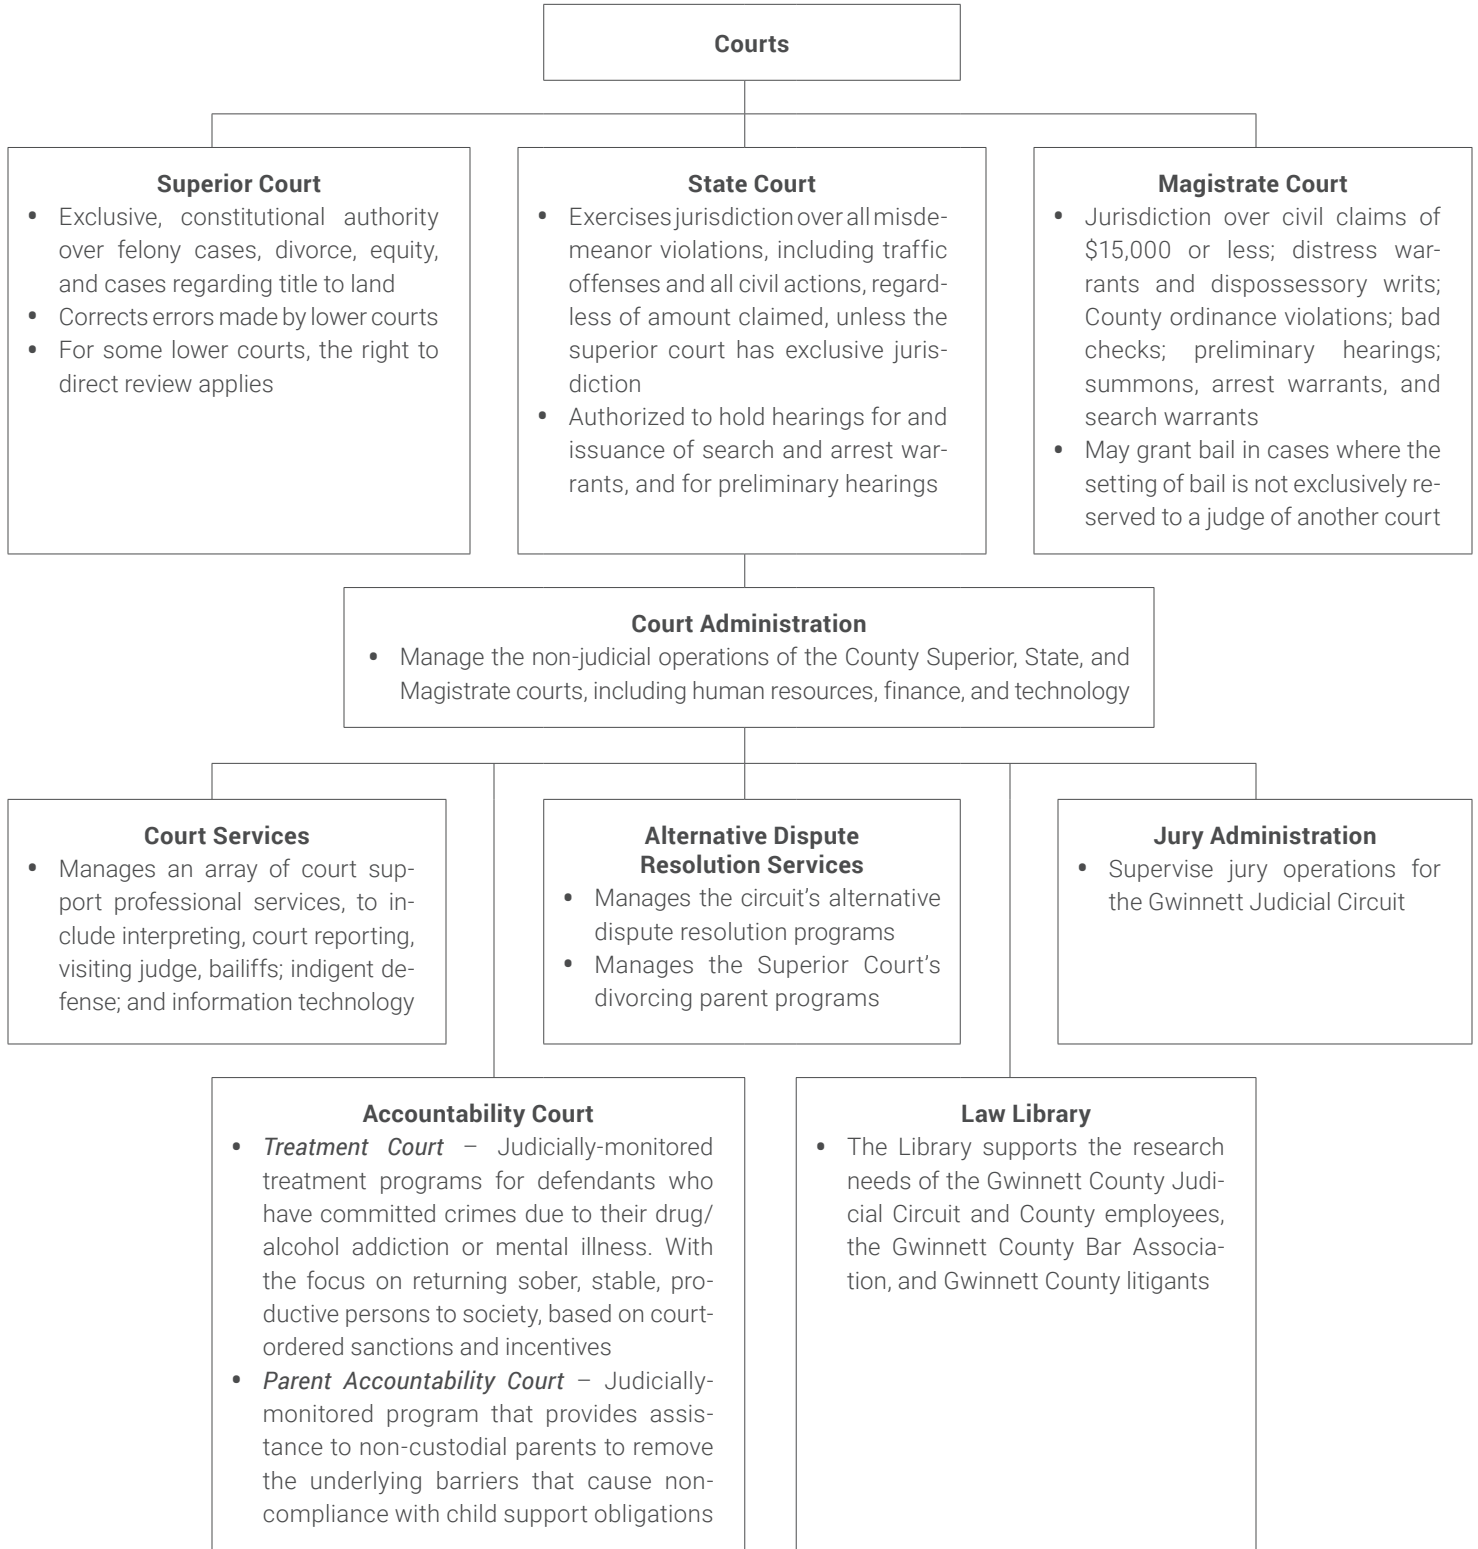 Courts
Superior Court
• Exclusive, constitutional authority
over felony cases, divorce, equity,
and cases regarding title to land
• Corrects errors made by lower courts
• For some lower courts, the right to
direct review applies
State Court
• Exercises jurisdiction over all misde-
meanor violations, including traffic
offenses and all civil actions, regard-
less of amount claimed, unless the
superior court has exclusive juris-
diction
• Authorized to hold hearings for and
issuance of search and arrest war-
rants, and for preliminary hearings
Magistrate Court
• Jurisdiction over civil claims of
$15,000 or less; distress war-
rants and dispossessory writs;
County ordinance violations; bad
checks; preliminary hearings;
summons, arrest warrants, and
search warrants
• May grant bail in cases where the
setting of bail is not exclusively re-
served to a judge of another court
Court Administration
• Manage the non-judicial operations of the County Superior, State, and
Magistrate courts, including human resources, finance, and technology
Court Services
• Manages an array of court sup-
port professional services, to in-
clude interpreting, court reporting,
visiting judge, bailiffs; indigent de-
fense; and information technology
Alternative Dispute
Resolution Services
• Manages the circuit's alternative
dispute resolution programs
• Manages the Superior Court's
divorcing parent programs
Jury Administration
• Supervise jury operations for
the Gwinnett Judicial Circuit
Accountability Court
• Treatment Court – Judicially-monitored
treatment programs for defendants who
have committed crimes due to their drug/
alcohol addiction or mental illness. With
the focus on returning sober, stable, pro-
ductive persons to society, based on court-
ordered sanctions and incentives
• Parent Accountability Court – Judicially-
monitored program that provides assis-
tance to non-custodial parents to remove
the underlying barriers that cause non-
compliance with child support obligations
Law Library
• The Library supports the research
needs of the Gwinnett County Judi-
cial Circuit and County employees,
the Gwinnett County Bar Associa-
tion, and Gwinnett County litigants